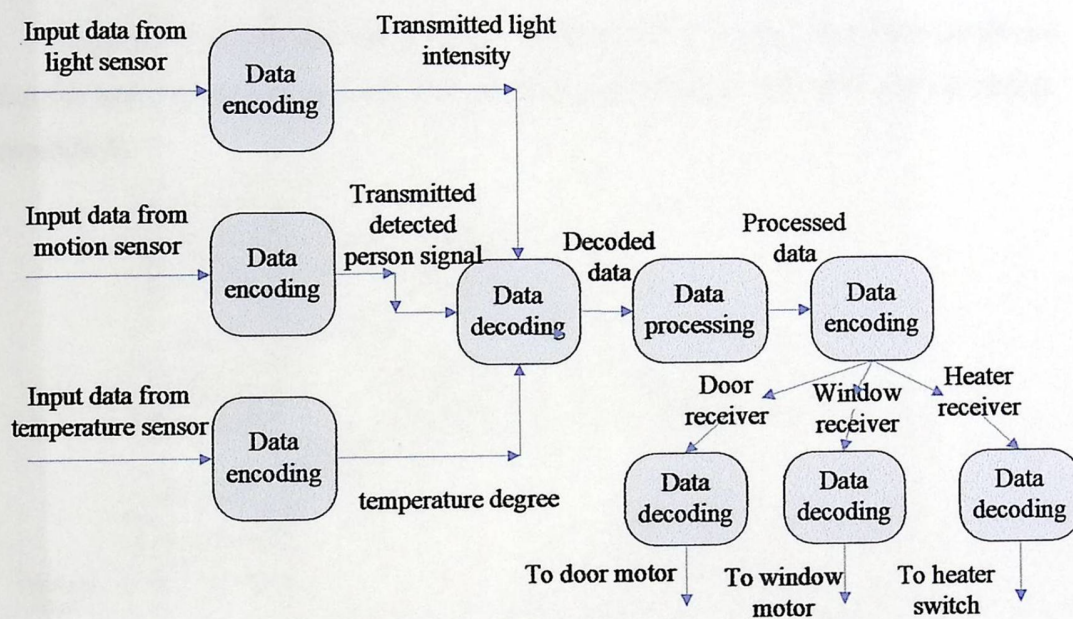 Input data from
light sensor
Data
encoding
Transmitted light
intensity
Input data from
motion sensor
Data
encoding
Transmitted
detected
person signal
Data
decoding
Decoded
data
Data
processing
Processed
data
Data
encoding
Input data from
temperature sensor
Data
encoding
temperature degree
Door
receiver
Window
receiver
Heater
receiver
Data
decoding
Data
decoding
Data
decoding
To door motor
To window
motor
To heater
switch